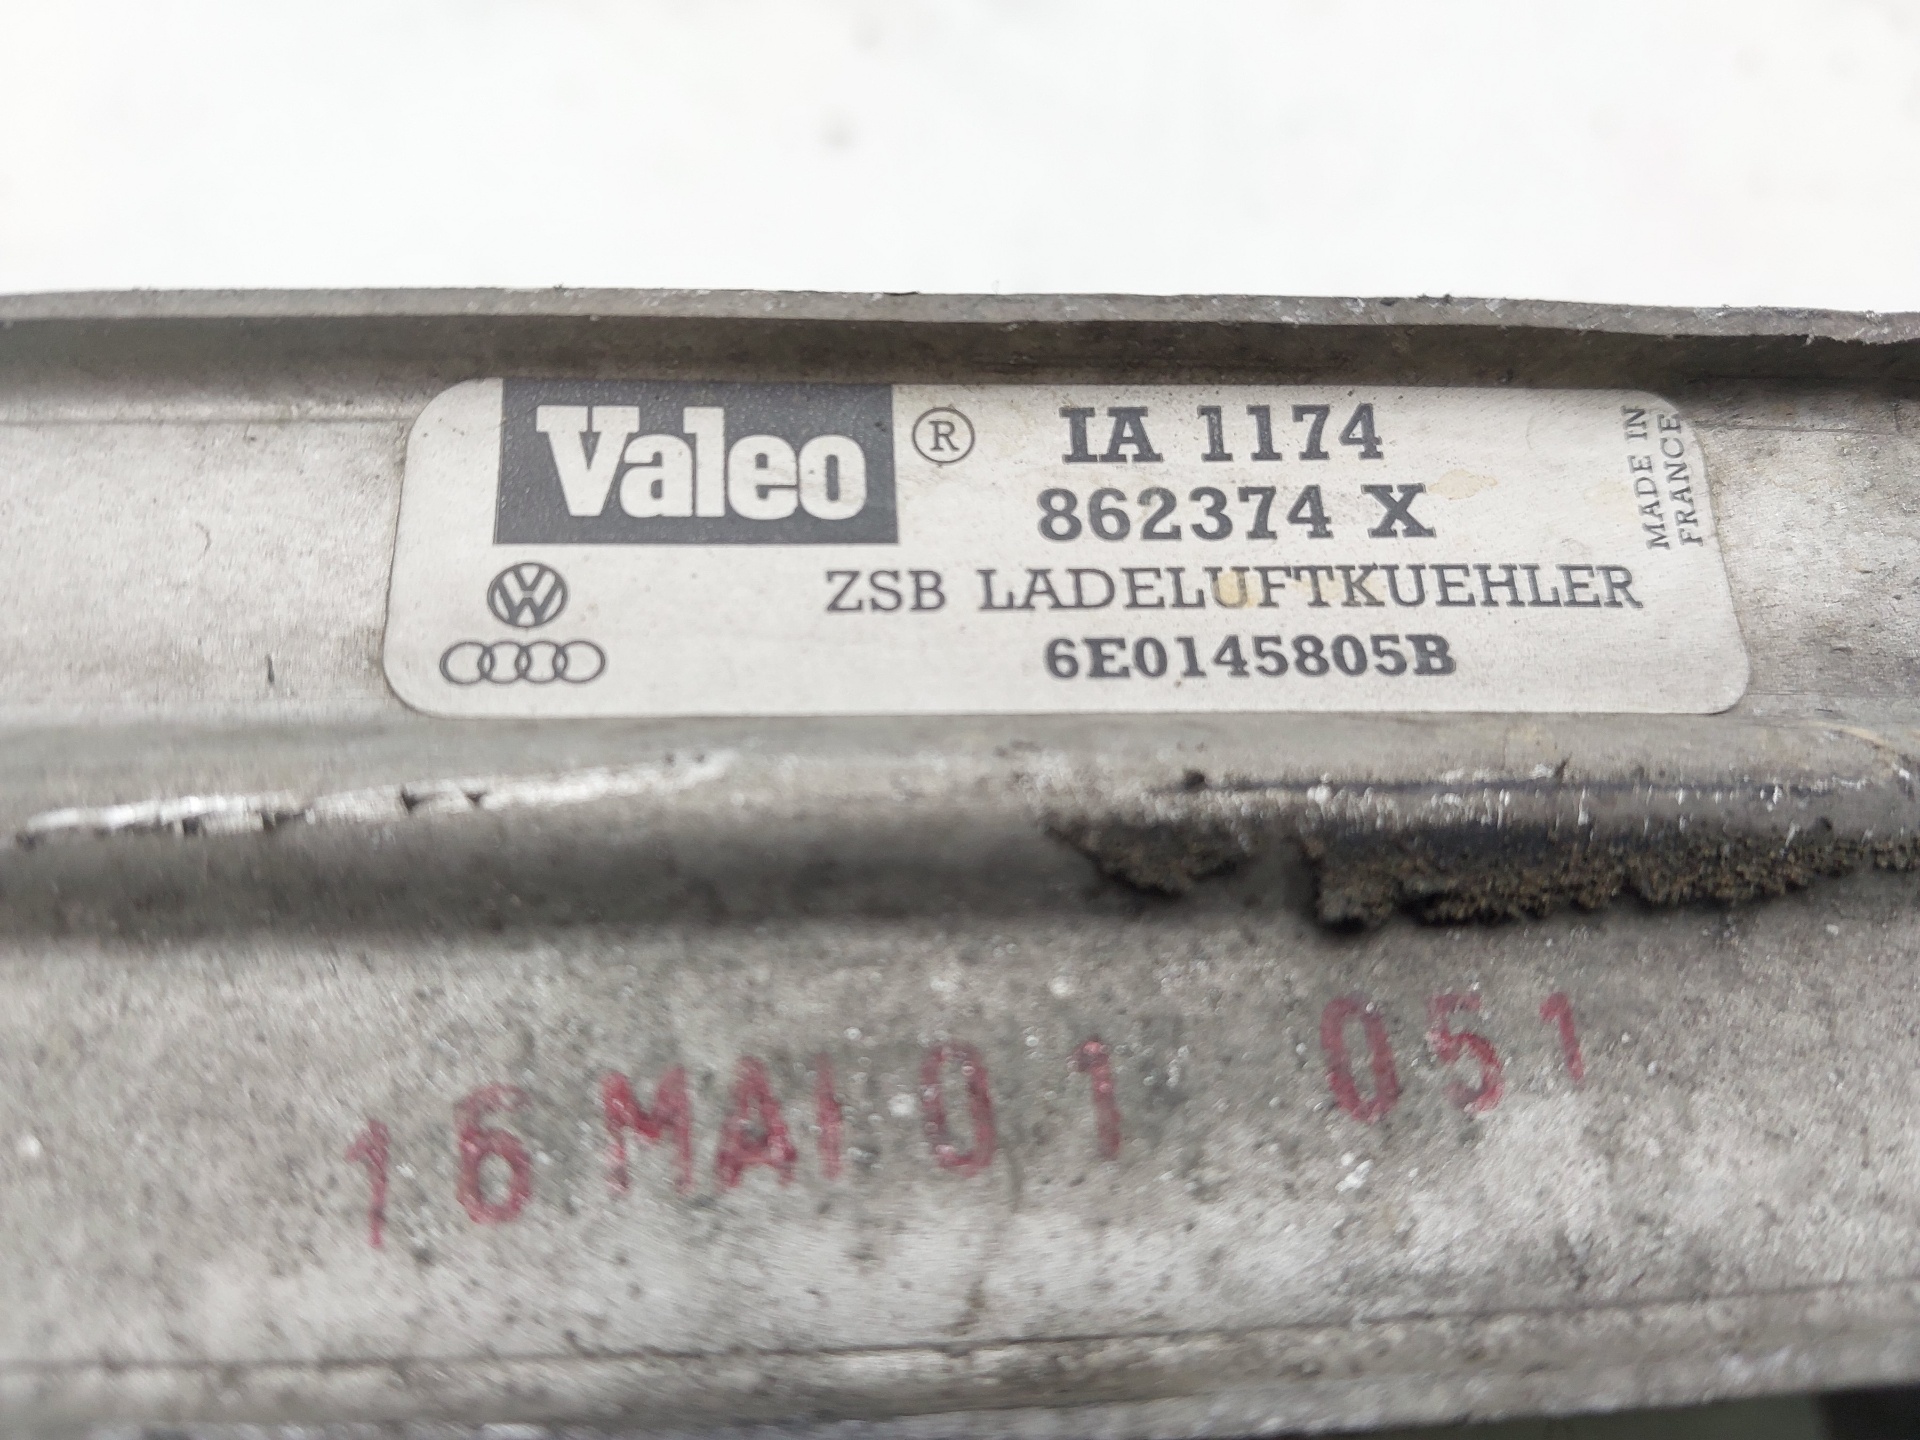 Valeo ® IA 1174
862374 X
MADE IN
FRANCE
ZSB LADELUFTKUEHLER
6E0145805B
16 MAI 01 051